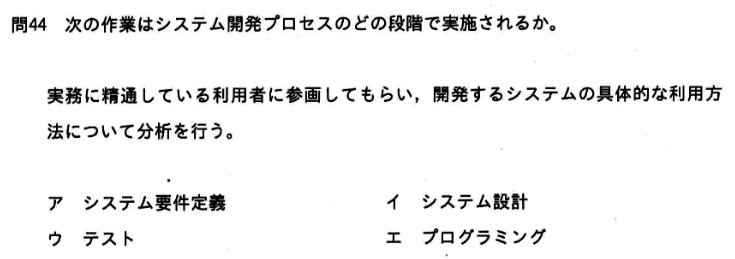 問44　次の作業はシステム開発プロセスのどの段階で実施されるか。
実務に精通している利用者に参画してもらい，開発するシステムの具体的な利用方
法について分析を行う。
ア　システム要件定義　イ　システム設計
ウ　テスト　エ　プログラミング